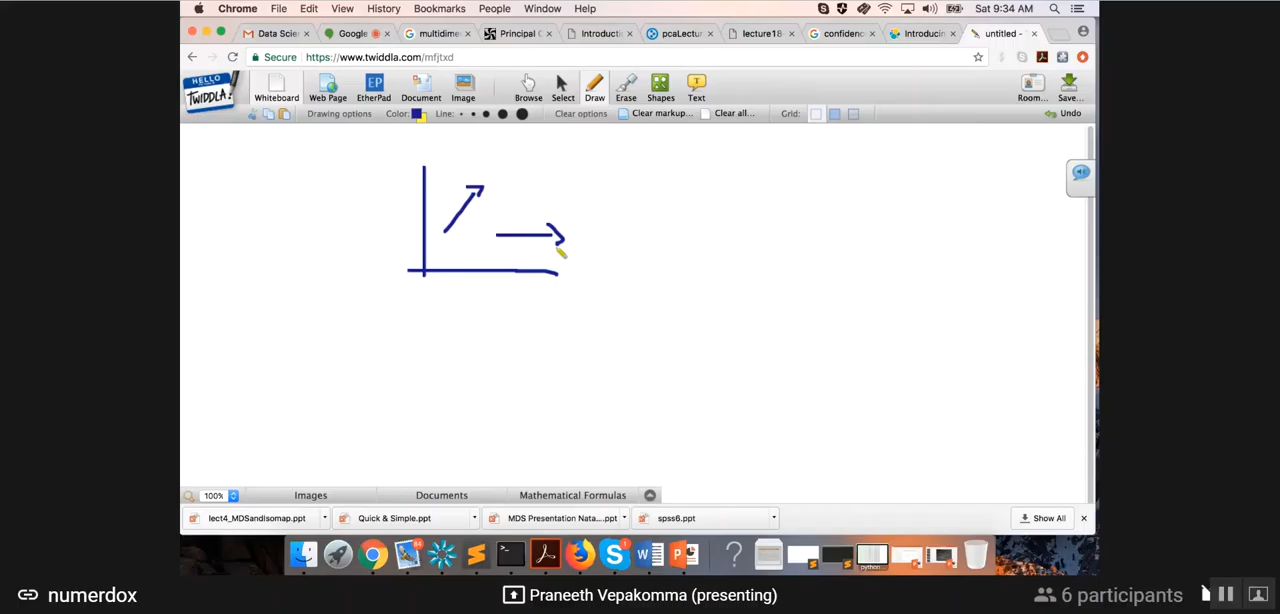 Chrome File Edit View History Bookmarks People Window Help Sat 9:34 AM
Data Scie Google multidime Principal C Introducti pcaLectur lecture18- confidenc Introducin untitled -
Secure https://www.twiddla.com/mfjtxd
HELLO
TWIDDLA!
Whiteboard Web Page EtherPad Document Image Browse Select Draw Erase Shapes Text Room... Save...
EP
T
Drawing options Color: Line: Clear options Clear markup... Clear all... Grid: Undo
100% Images Documents Mathematical Formulas
lect4_MDSandIsomap.ppt Quick & Simple.ppt MDS Presentation Nata....ppt spss6.ppt Show All
python
numerdox Praneeth Vepakomma (presenting) 6 participants